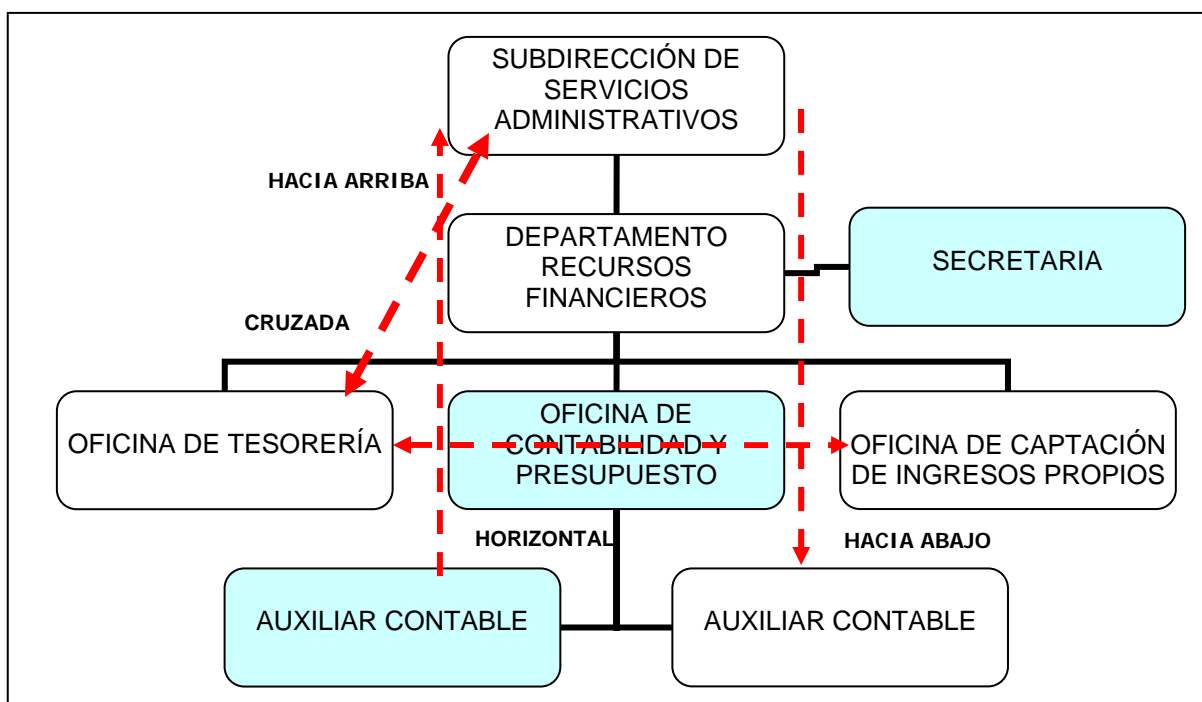 SUBDIRECCIÓN DE
SERVICIOS
ADMINISTRATIVOS
HACIA ARRIBA
DEPARTAMENTO
RECURSOS
FINANCIEROS
SECRETARIA
CRUZADA
OFICINA DE TESORERÍA
OFICINA DE
CONTABILIDAD Y
PRESUPUESTO
OFICINA DE CAPTACIÓN
DE INGRESOS PROPIOS
HORIZONTAL
HACIA ABAJO
AUXILIAR CONTABLE
AUXILIAR CONTABLE